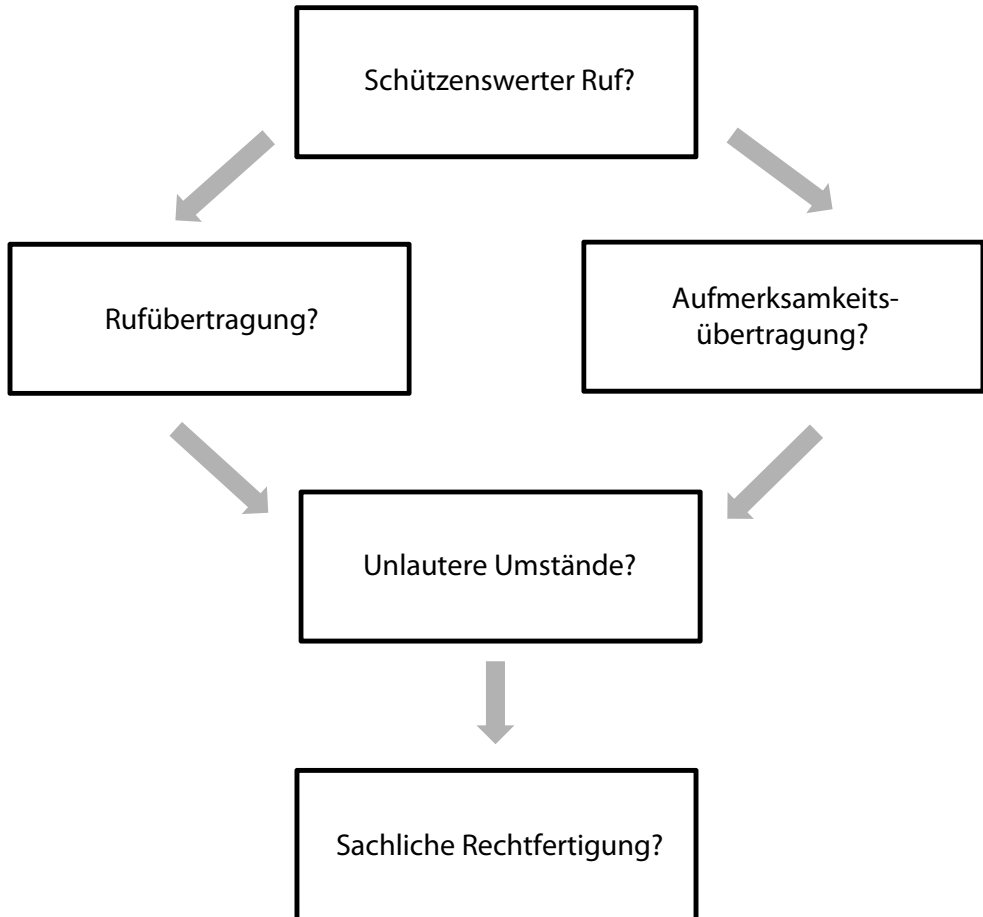 Schützenswerter Ruf?
Rufübertragung?
Aufmerksamkeits-
übertragung?
Unlautere Umstände?
Sachliche Rechtfertigung?